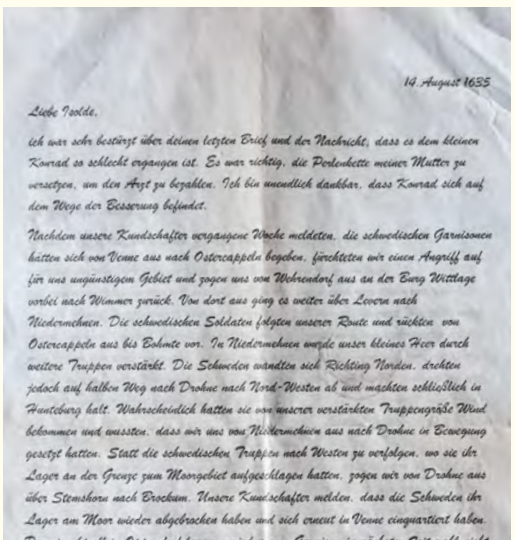 14. August 1635
Liebe Isolde,
ich war sehr bestürzt über deinen letzten Brief und der Nachricht, dass es dem kleinen
Konrad so schlecht ergangen ist. Es war richtig, die Perlenkette meiner Mutter zu
versetzen, um den Arzt zu bezahlen. Ich bin unendlich dankbar, dass Konrad sich auf
dem Wege der Besserung befindet.
Nachdem unsere Kundschafter vergangene Woche meldeten, die schwedischen Garnisonen
hätten sich von Venne aus nach Ostercappeln begeben, fürchteten wir einen Angriff auf
für uns ungünstigem Gebiet und zogen uns von Wehrendorf aus an der Burg Wittlage
vorbei nach Wimmer zurück. Von dort aus ging es weiter über Levern nach
Niedermehnen. Die schwedischen Soldaten folgten unserer Route und rückten von
Ostercappeln aus bis Bohmte vor. In Niedermehnen wurde unser kleines Heer durch
weitere Truppen verstärkt. Die Schweden wandten sich Richting Norden, drehten
jedoch auf halben Weg nach Drohne nach Nord-Westen ab und machten schließlich in
Hunteburg halt. Wahrscheinlich hatten sie von unserer verstärkten Truppengröße Wind
bekommen und wussten, dass wir uns von Niedermehnen aus nach Drohne in Bewegung
gesetzt hatten. Statt die schwedischen Truppen nach Westen zu verfolgen, wo sie ihr
Lager an der Grenze zum Moorgebiet aufgeschlagen hatten, zogen wir von Drohne aus
über Stemshorn nach Brockum. Unsere Kundschafter melden, dass die Schweden ihr
Lager am Moor wieder abgebrochen haben und sich erneut in Venne einquartiert haben.